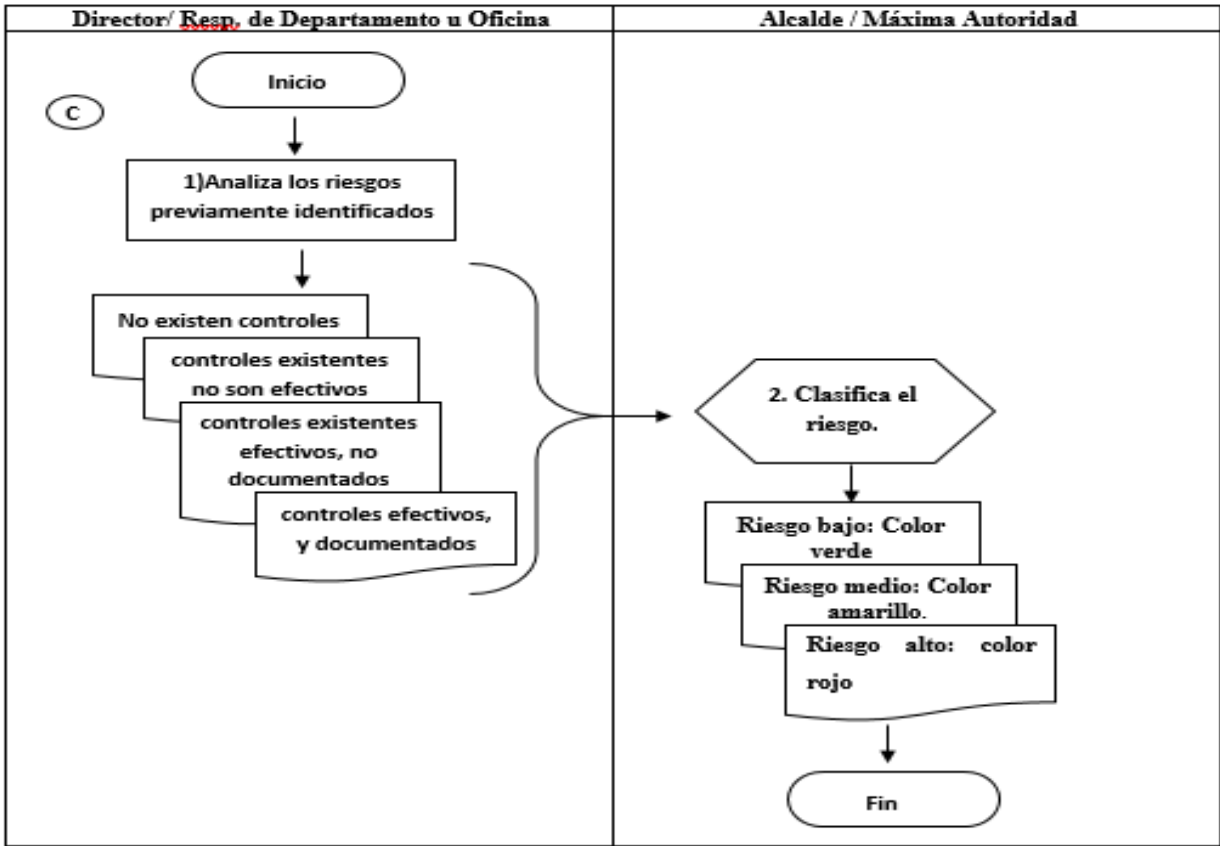 Director/ Resp. de Departamento u Oficina
Alcalde / Máxima Autoridad
Inicio
C
1)Analiza los riesgos
previamente identificados
No existen controles
controles existentes
no son efectivos
controles existentes
efectivos, no
documentados
controles efectivos,
y documentados
2. Clasifica el
riesgo.
Riesgo bajo: Color
verde
Riesgo medio: Color
amarillo.
Riesgo alto: color
rojo
Fin